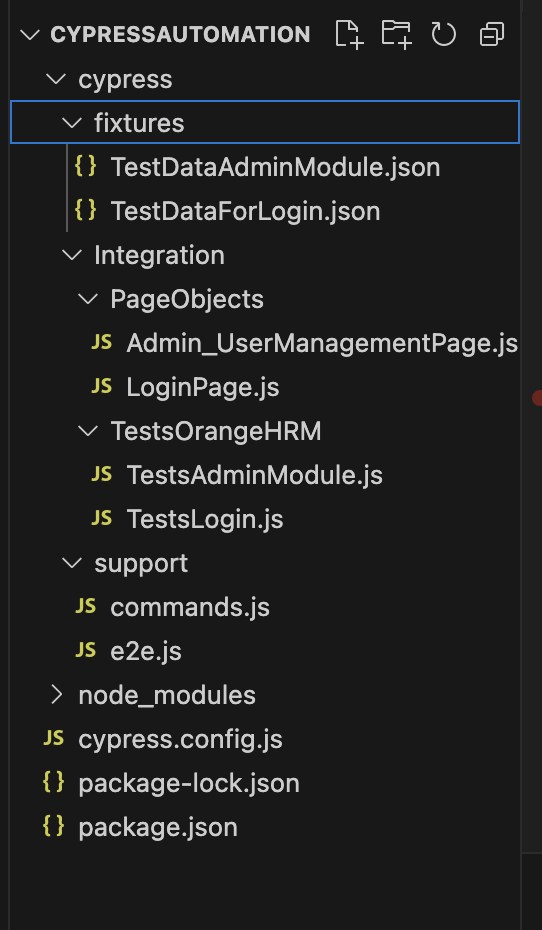 CYPRESSAUTOMATION
cypress
fixtures
{} TestDataAdminModule.json
{} TestDataForLogin.json
Integration
PageObjects
JS Admin_UserManagementPage.js
JS LoginPage.js
TestsOrangeHRM
JS TestsAdminModule.js
JS TestsLogin.js
support
JS commands.js
JS e2e.js
node_modules
JS cypress.config.js
{} package-lock.json
{} package.json